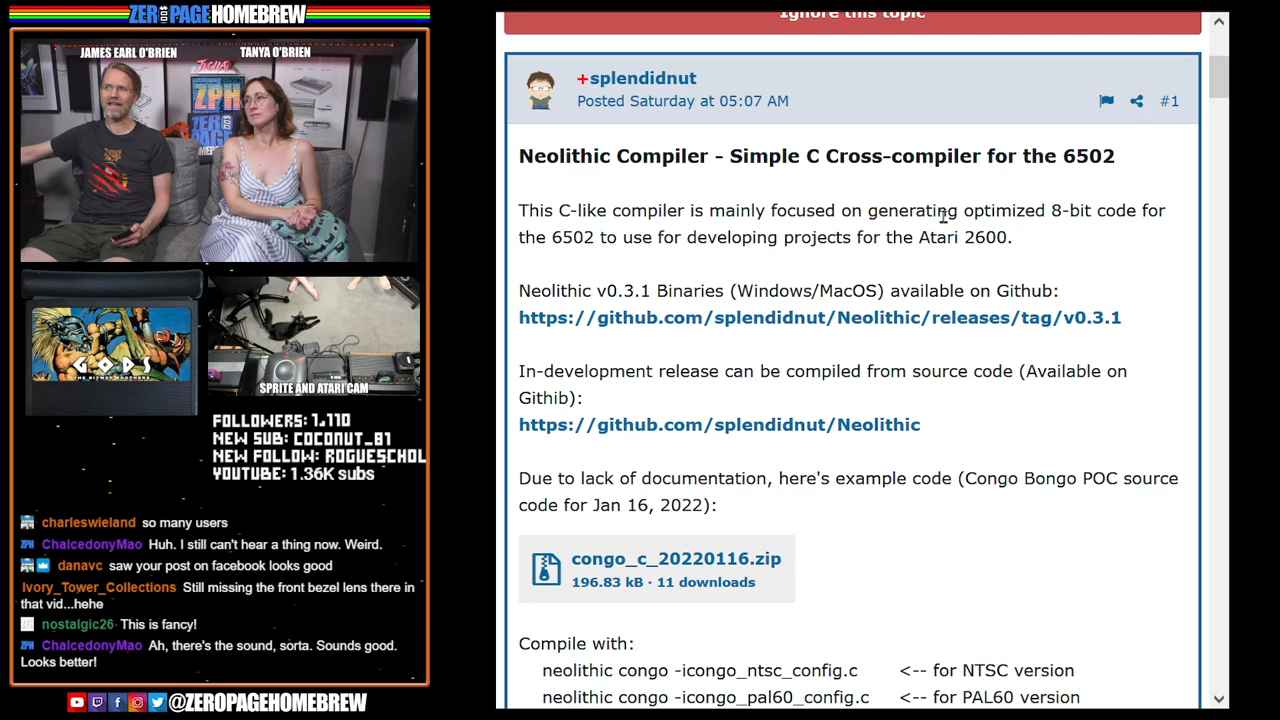 ZERO PAGE HOMEBREW
JAMES EARL O'BRIEN
TANYA O'BRIEN
JAGUAR
ZPH
ZERO
PAGE
GODS
THE BITMAP BROTHERS
SPRITE AND ATARI CAM
FOLLOWERS: 1,110
NEW SUB: COCONUT_81
NEW FOLLOW: ROGUESCHOL
YOUTUBE: 1.36K subs
charleswieland so many users
ChalcedonyMao Huh. I still can't hear a thing now. Weird.
danavc saw your post on facebook looks good
Ivory_Tower_Collections Still missing the front bezel lens there in
that vid...hehe
nostalgic26 This is fancy!
ChalcedonyMao Ah, there's the sound, sorta. Sounds good.
Looks better!
@ZEROPAGEHOMEBREW
Ignore this topic
+splendidnut
Posted Saturday at 05:07 AM
#1
Neolithic Compiler - Simple C Cross-compiler for the 6502
This C-like compiler is mainly focused on generating optimized 8-bit code for
the 6502 to use for developing projects for the Atari 2600.
Neolithic v0.3.1 Binaries (Windows/MacOS) available on Github:
https://github.com/splendidnut/Neolithic/releases/tag/v0.3.1
In-development release can be compiled from source code (Available on
Githib):
https://github.com/splendidnut/Neolithic
Due to lack of documentation, here's example code (Congo Bongo POC source
code for Jan 16, 2022):
congo_c_20220116.zip
196.83 kB · 11 downloads
Compile with:
neolithic congo -icongo_ntsc_config.c <-- for NTSC version
neolithic congo -icongo_pal60_config.c <-- for PAL60 version